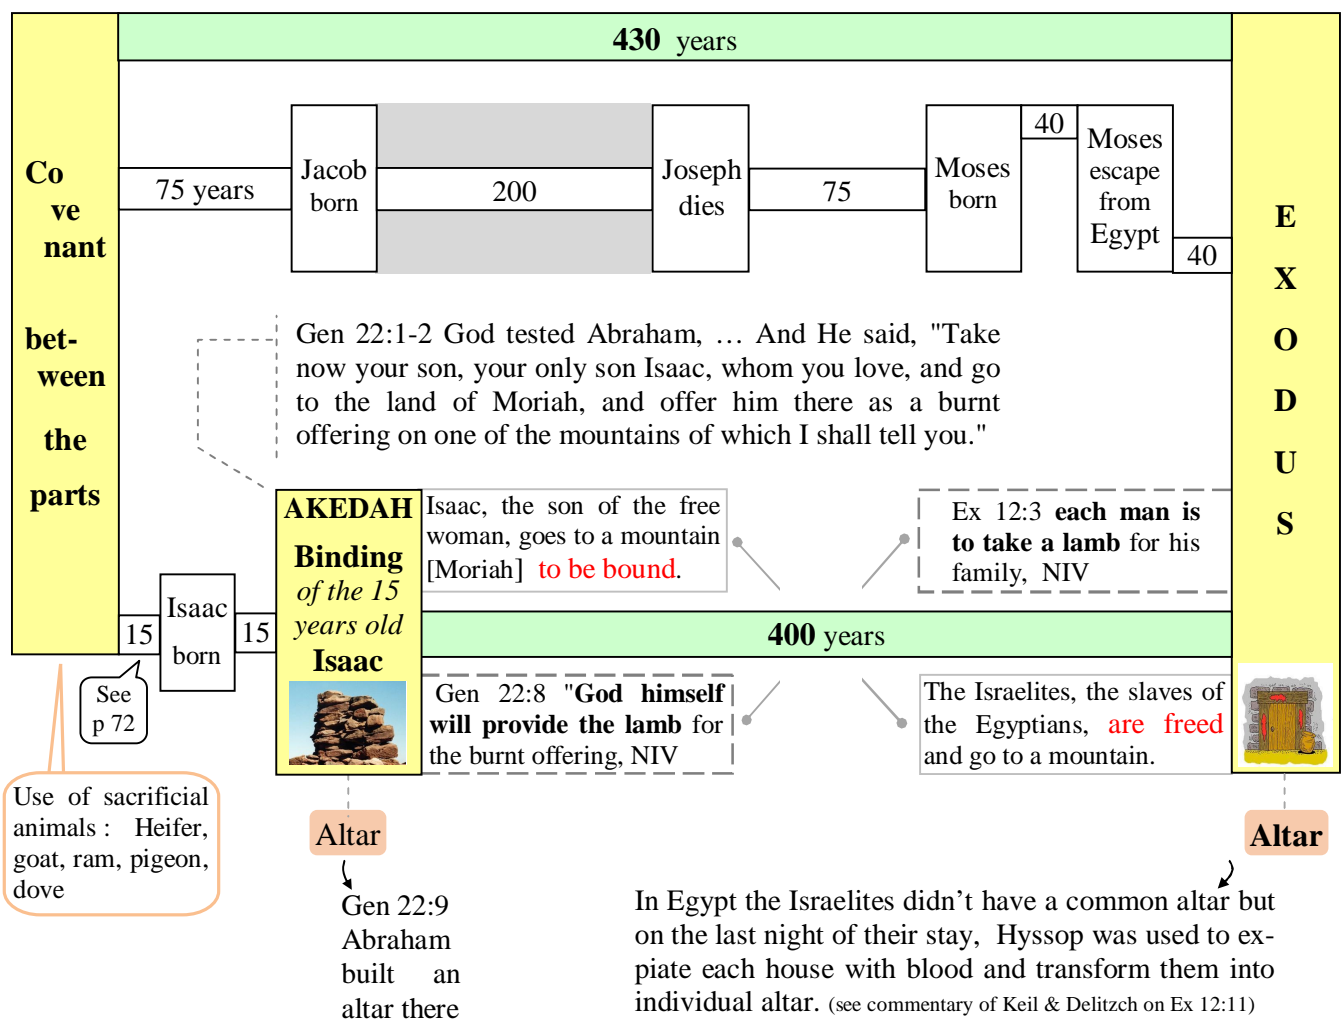 430 years
Co
ve
nant
bet-
ween
the
parts
75 years
Jacob
born
200
Joseph
dies
75
Moses
born
40
Moses
escape
from
Egypt
40
E
X
O
D
U
S
Gen 22:1-2 God tested Abraham, … And He said, "Take
now your son, your only son Isaac, whom you love, and go
to the land of Moriah, and offer him there as a burnt
offering on one of the mountains of which I shall tell you."
15
Isaac
born
15
See
p 72
AKEDAH
Binding
of the 15
years old
Isaac
Isaac, the son of the free
woman, goes to a mountain
[Moriah] to be bound.
Ex 12:3 each man is
to take a lamb for his
family, NIV
400 years
Gen 22:8 "God himself
will provide the lamb for
the burnt offering, NIV
The Israelites, the slaves of
the Egyptians, are freed
and go to a mountain.
Use of sacrificial
animals : Heifer,
goat, ram, pigeon,
dove
Altar
Gen 22:9
Abraham
built an
altar there
Altar
In Egypt the Israelites didn’t have a common altar but
on the last night of their stay, Hyssop was used to ex-
piate each house with blood and transform them into
individual altar. (see commentary of Keil & Delitzch on Ex 12:11)